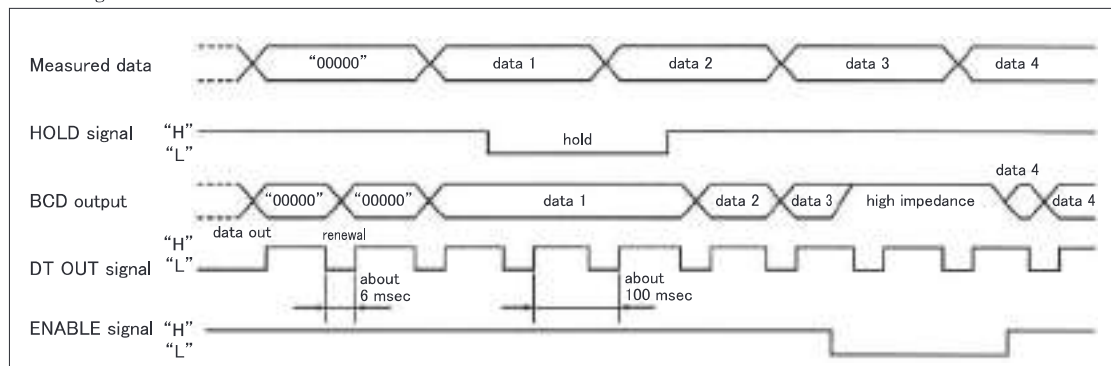 Measured data "00000" data 1 data 2 data 3 data 4
HOLD signal "H" "L" hold
data 4
BCD output "00000" "00000" data 1 data 2 data 3 high impedance data 4
data out renewal
DT OUT signal "H" "L"
about 6 msec
about 100 msec
ENABLE signal "H"
"L"